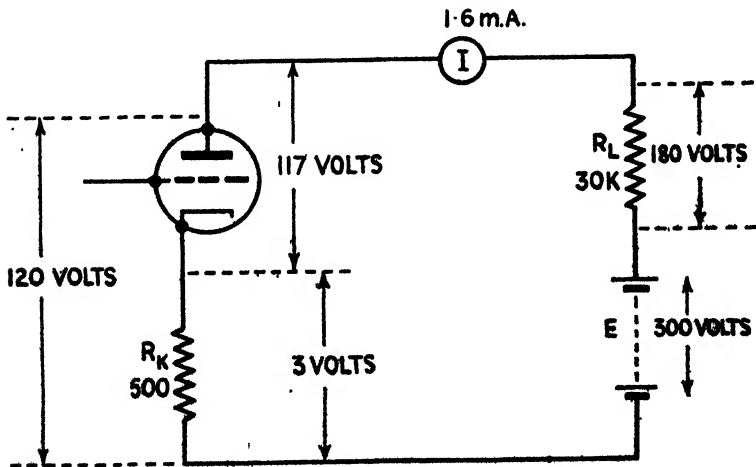 1·6 m.A.
I
117 VOLTS
R_L
30K
180 VOLTS
120 VOLTS
R_K
500
3 VOLTS
E
300 VOLTS